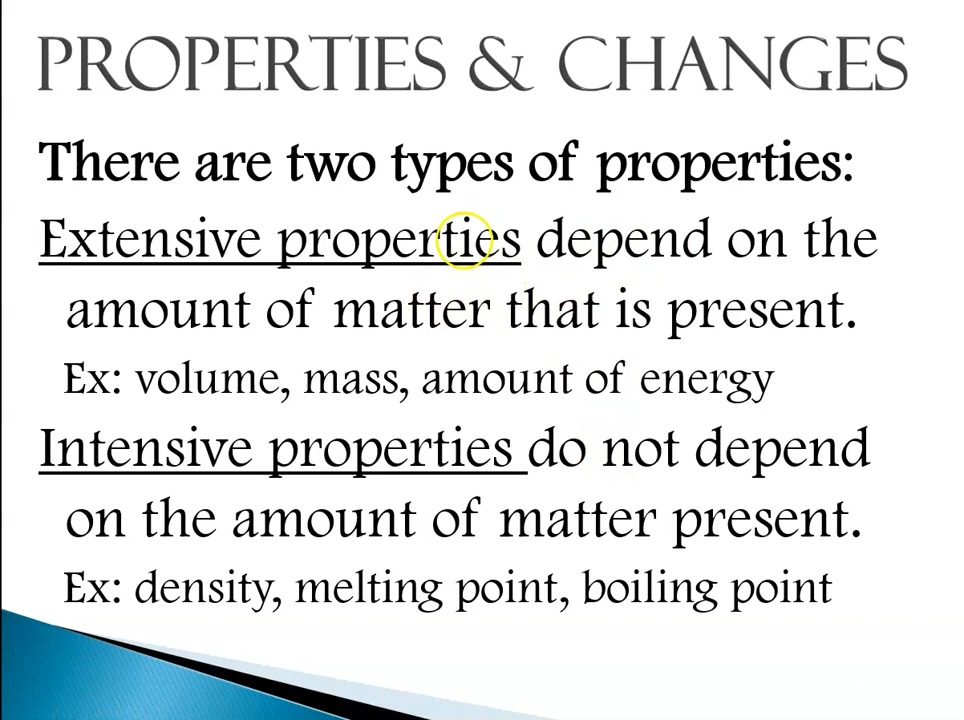 PROPERTIES & CHANGES
There are two types of properties:
Extensive properties depend on the
amount of matter that is present.
Ex: volume, mass, amount of energy
Intensive properties do not depend
on the amount of matter present.
Ex: density, melting point, boiling point